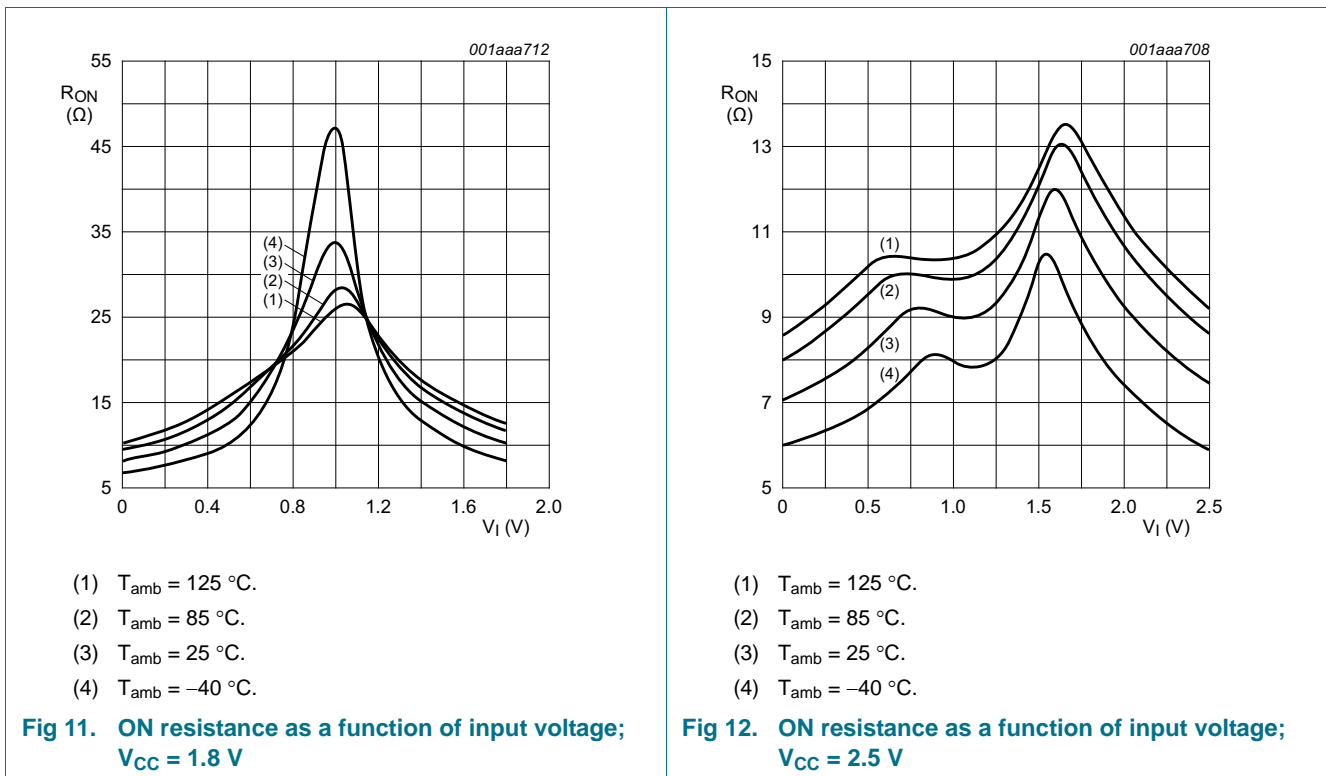 001aaa712
55
RON
(Ω)
45
35
25
15
5
(4)
(3)
(2)
(1)
0
0.4
0.8
1.2
1.6
2.0
VI (V)
(1) Tamb = 125 °C.
(2) Tamb = 85 °C.
(3) Tamb = 25 °C.
(4) Tamb = −40 °C.
Fig 11. ON resistance as a function of input voltage;
VCC = 1.8 V
001aaa708
15
RON
(Ω)
13
11
9
7
5
(1)
(2)
(3)
(4)
0
0.5
1.0
1.5
2.0
2.5
VI (V)
(1) Tamb = 125 °C.
(2) Tamb = 85 °C.
(3) Tamb = 25 °C.
(4) Tamb = −40 °C.
Fig 12. ON resistance as a function of input voltage;
VCC = 2.5 V